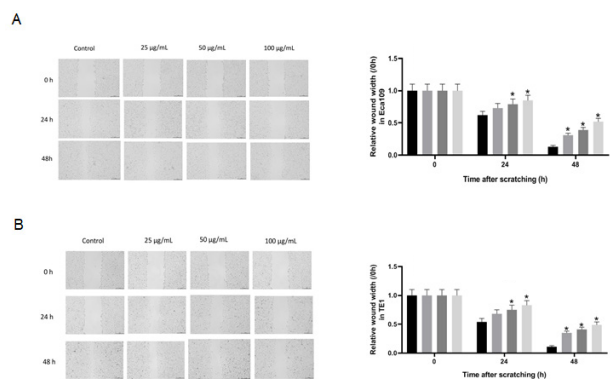 A
Control 25 µg/mL 50 µg/mL 100 µg/mL
0 h
24 h
48h
Relative wound width (/0h)
in Eca109
1.5
1.0
0.5
0.0
* * * * *
0 24 48
Time after scratching (h)
B
Control 25 µg/mL 50 µg/mL 100 µg/mL
0 h
24 h
48 h
Relative wound width (/0h)
in TE1
1.5
1.0
0.5
0.0
* * * * *
0 24 48
Time after scratching (h)